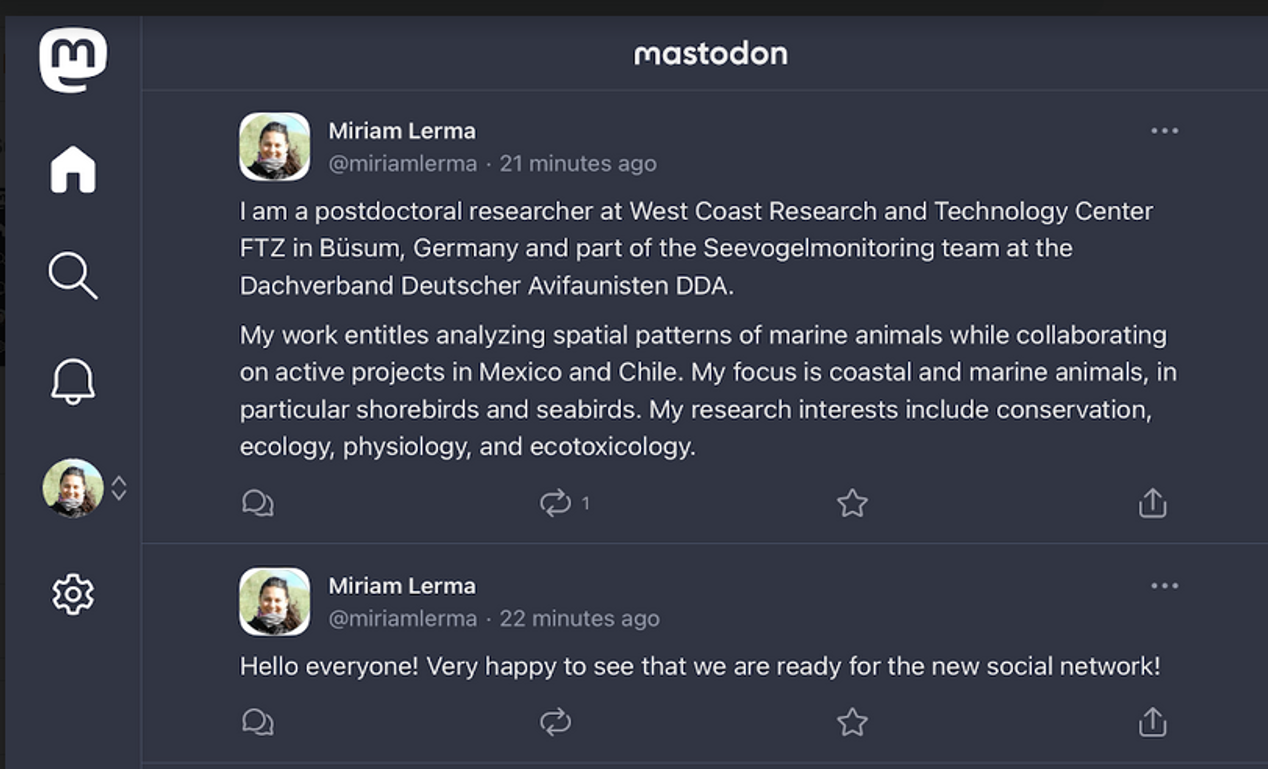 mastodon
Miriam Lerma
@miriamlerma · 21 minutes ago
I am a postdoctoral researcher at West Coast Research and Technology Center
FTZ in Büsum, Germany and part of the Seevogelmonitoring team at the
Dachverband Deutscher Avifaunisten DDA.
My work entitles analyzing spatial patterns of marine animals while collaborating
on active projects in Mexico and Chile. My focus is coastal and marine animals, in
particular shorebirds and seabirds. My research interests include conservation,
ecology, physiology, and ecotoxicology.
1
Miriam Lerma
@miriamlerma · 22 minutes ago
Hello everyone! Very happy to see that we are ready for the new social network!